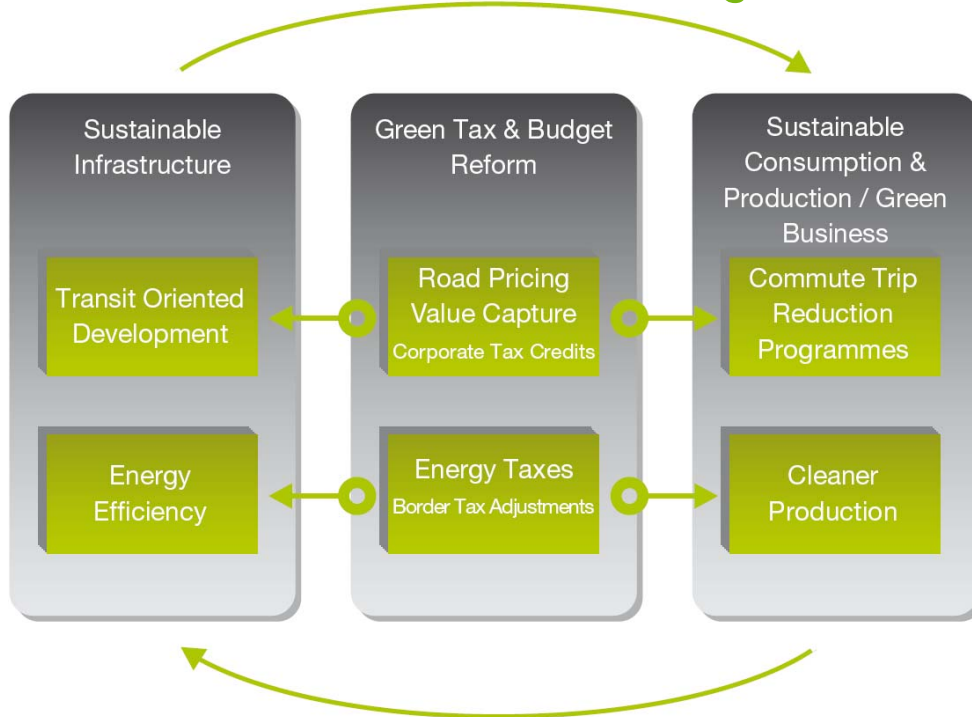 Sustainable
Infrastructure
Transit Oriented
Development
Energy
Efficiency
Green Tax & Budget
Reform
Road Pricing
Value Capture
Corporate Tax Credits
Energy Taxes
Border Tax Adjustments
Sustainable
Consumption &
Production / Green
Business
Commute Trip
Reduction
Programmes
Cleaner
Production